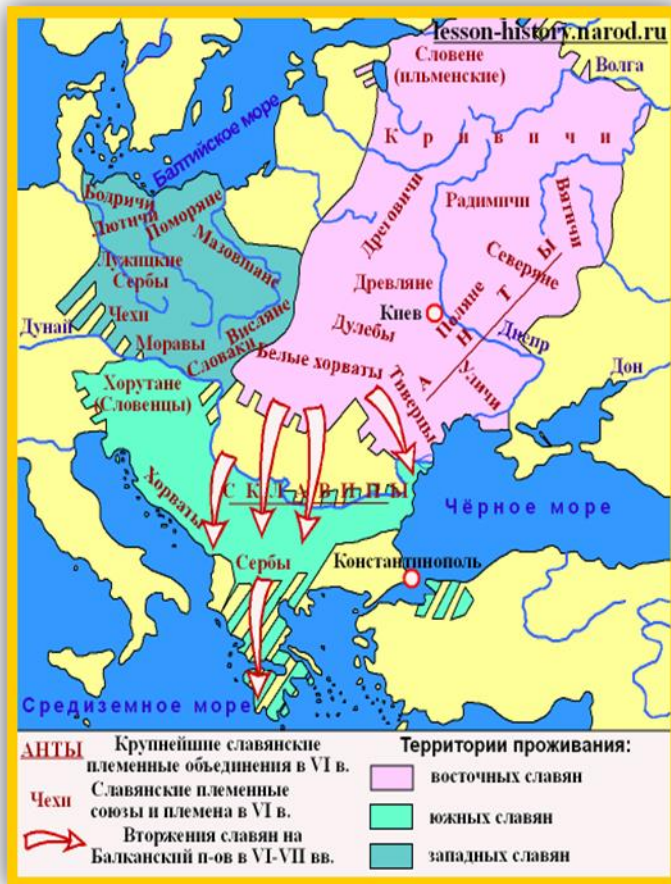 lesson-history.narod.ru
Словене
(ильменские)
Волга
Балтийское море
Кривичи
Бодричи
Лютичи
Поморяне
Дреговичи
Радимичи
Вятичи
Мазовшане
Лужицкие
Сербы
Северяне
Древляне
Чехи
Киев
Поляне
АНТЫ
Дунай
Висляне
Дулебы
Днепр
Моравы
Словаки
Белые хорваты
Уличи
Дон
Хорутане
(Словенцы)
Тиверцы
СКЛАВИНЫ
Хорваты
Чёрное море
Сербы
Константинополь
Средиземное море
АНТЫ
Крупнейшие славянские
племенные объединения в VI в.
Чехи
Славянские племенные
союзы и племена в VI в.
Вторжения славян на
Балканский п-ов в VI-VII вв.
Территории проживания:
восточных славян
южных славян
западных славян